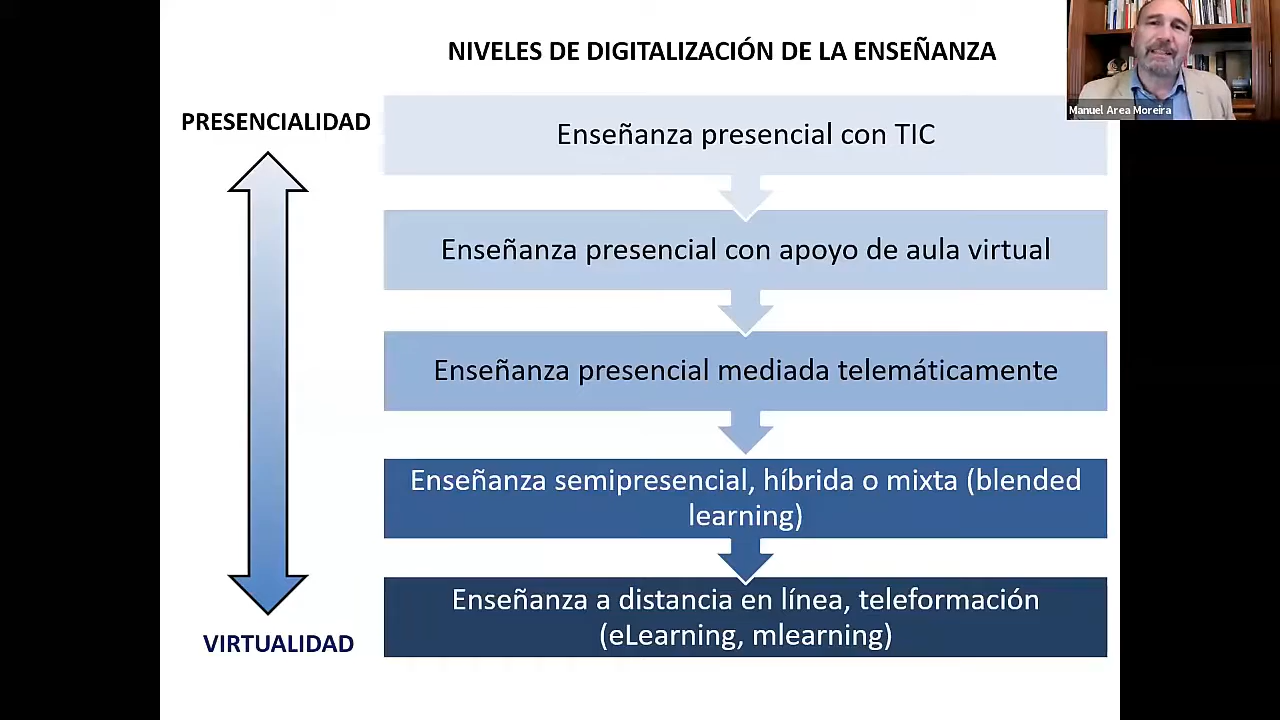 NIVELES DE DIGITALIZACIÓN DE LA ENSEÑANZA
Manuel Area Moreira
PRESENCIALIDAD
Enseñanza presencial con TIC
Enseñanza presencial con apoyo de aula virtual
Enseñanza presencial mediada telemáticamente
Enseñanza semipresencial, híbrida o mixta (blended
learning)
Enseñanza a distancia en línea, teleformación
(eLearning, mlearning)
VIRTUALIDAD